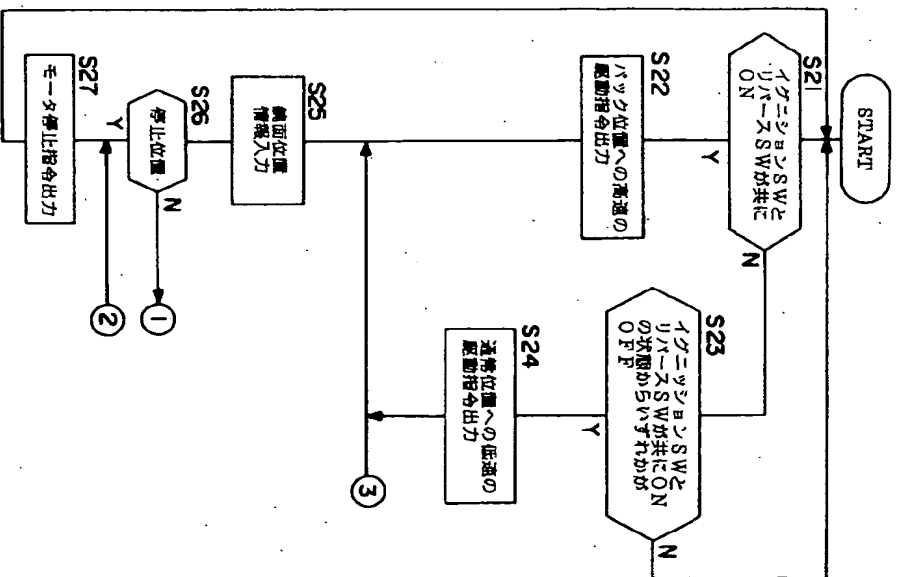 START
S21
イグニションSWと
リバースSWが共に
ON
Y
N
S22
バック位置への高速の
駆動指令出力
S23
イグニッションSWと
リバースSWが共にON
の状態からいずれかが
OFF
Y
N
S24
通常位置への低速の
駆動指令出力
③
S25
鏡面位置
情報入力
S26
停止位置
N
①
Y
②
S27
モータ停止指令出力